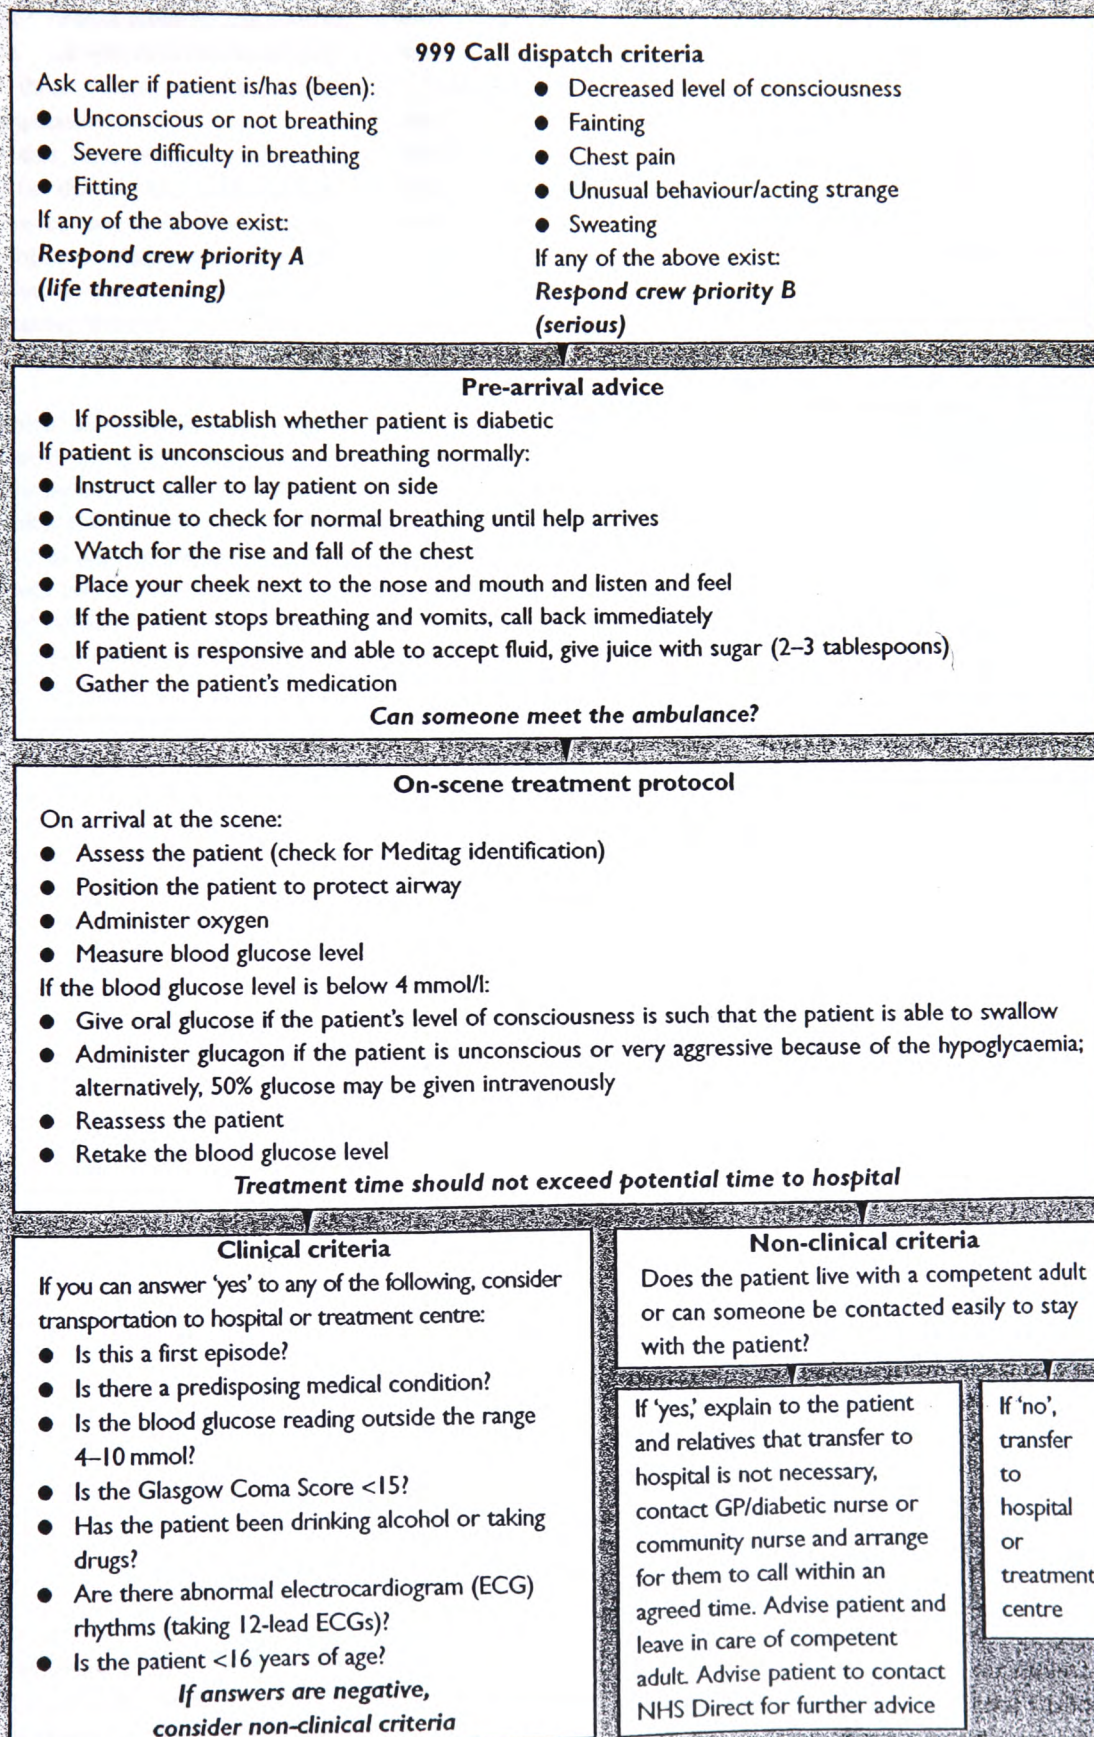 999 Call dispatch criteria
Ask caller if patient is/has (been):
● Unconscious or not breathing
● Severe difficulty in breathing
● Fitting
If any of the above exist:
Respond crew priority A
(life threatening)
● Decreased level of consciousness
● Fainting
● Chest pain
● Unusual behaviour/acting strange
● Sweating
If any of the above exist:
Respond crew priority B
(serious)
Pre-arrival advice
● If possible, establish whether patient is diabetic
If patient is unconscious and breathing normally:
● Instruct caller to lay patient on side
● Continue to check for normal breathing until help arrives
● Watch for the rise and fall of the chest
● Place your cheek next to the nose and mouth and listen and feel
● If the patient stops breathing and vomits, call back immediately
● If patient is responsive and able to accept fluid, give juice with sugar (2–3 tablespoons)
● Gather the patient's medication
Can someone meet the ambulance?
On-scene treatment protocol
On arrival at the scene:
● Assess the patient (check for Meditag identification)
● Position the patient to protect airway
● Administer oxygen
● Measure blood glucose level
If the blood glucose level is below 4 mmol/l:
● Give oral glucose if the patient's level of consciousness is such that the patient is able to swallow
● Administer glucagon if the patient is unconscious or very aggressive because of the hypoglycaemia;
alternatively, 50% glucose may be given intravenously
● Reassess the patient
● Retake the blood glucose level
Treatment time should not exceed potential time to hospital
Clinical criteria
If you can answer 'yes' to any of the following, consider
transportation to hospital or treatment centre:
● Is this a first episode?
● Is there a predisposing medical condition?
● Is the blood glucose reading outside the range
4–10 mmol?
● Is the Glasgow Coma Score <15?
● Has the patient been drinking alcohol or taking
drugs?
● Are there abnormal electrocardiogram (ECG)
rhythms (taking 12-lead ECGs)?
● Is the patient <16 years of age?
If answers are negative,
consider non-clinical criteria
Non-clinical criteria
Does the patient live with a competent adult
or can someone be contacted easily to stay
with the patient?
If 'yes,' explain to the patient
and relatives that transfer to
hospital is not necessary,
contact GP/diabetic nurse or
community nurse and arrange
for them to call within an
agreed time. Advise patient and
leave in care of competent
adult. Advise patient to contact
NHS Direct for further advice
If 'no',
transfer
to
hospital
or
treatment
centre